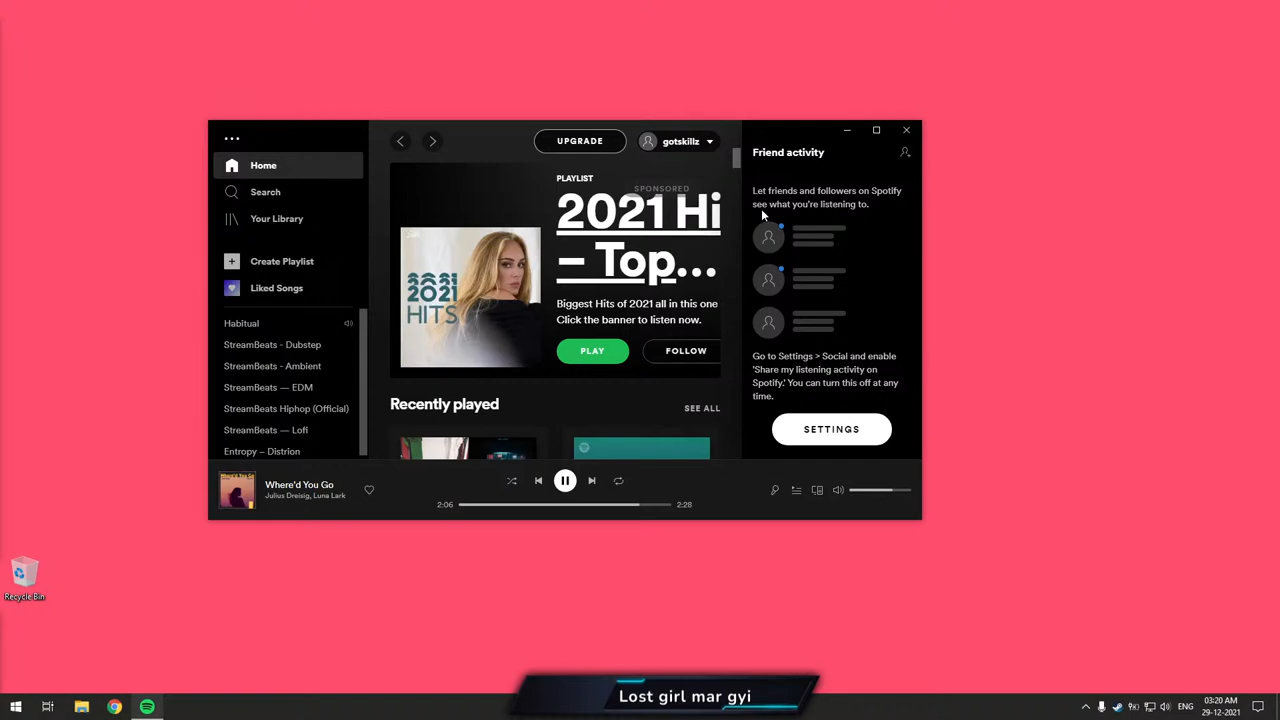 UPGRADE
gotskillz
Home
Search
Your Library
Create Playlist
Liked Songs
Habitual
StreamBeats - Dubstep
StreamBeats - Ambient
StreamBeats — EDM
StreamBeats Hiphop (Official)
StreamBeats — Lofi
Entropy – Distrion
PLAYLIST
SPONSORED
2021 Hi
– Top...
Biggest Hits of 2021 all in this one
Click the banner to listen now.
PLAY
FOLLOW
2021
HITS
Recently played
SEE ALL
Friend activity
Let friends and followers on Spotify
see what you're listening to.
Go to Settings > Social and enable
'Share my listening activity on
Spotify.' You can turn this off at any
time.
SETTINGS
Where'd You Go
Julius Dreisig, Luna Lark
2:06
2:28
Recycle Bin
Lost girl mar gyi
ENG
03:20 AM
29-12-2021